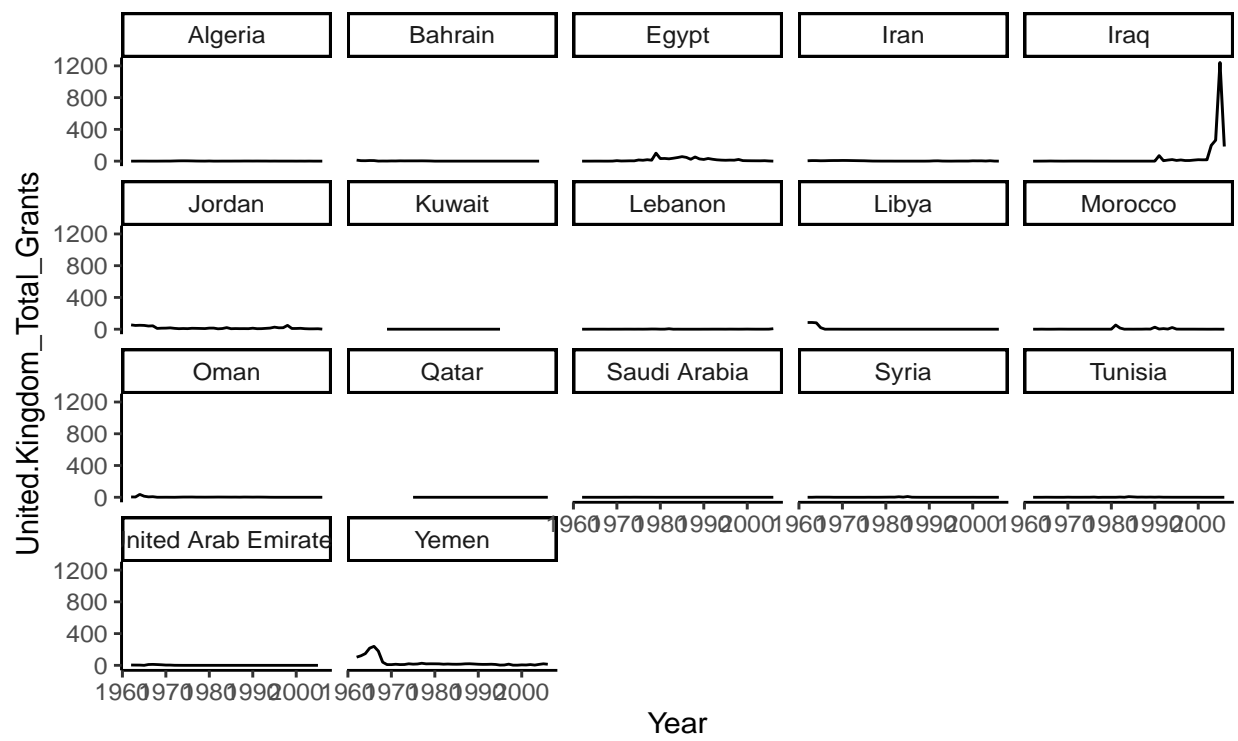 Algeria Bahrain Egypt Iran Iraq
1200
800
400
0
Jordan Kuwait Lebanon Libya Morocco
1200
800
400
0
Oman Qatar Saudi Arabia Syria Tunisia
1200
800
400
0
1960 1970 1980 1990 2000 1960 1970 1980 1990 2000 1960 1970 1980 1990 2000
nited Arab Emirate Yemen
1200
800
400
0
1960 1970 1980 1990 2000 1960 1970 1980 1990 2000
Year
United.Kingdom_Total_Grants